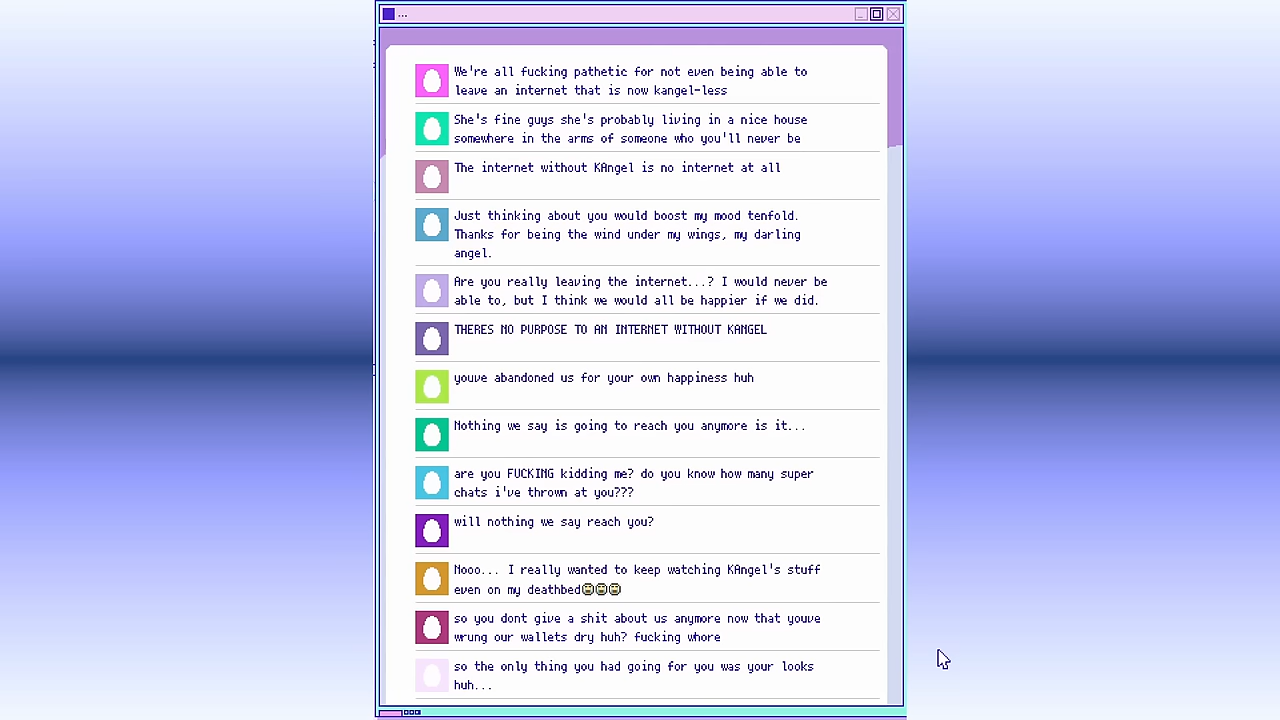 ...
We're all fucking pathetic for not even being able to
leave an internet that is now kangel-less
She's fine guys she's probably living in a nice house
somewhere in the arms of someone who you'll never be
The internet without KAngel is no internet at all
Just thinking about you would boost my mood tenfold.
Thanks for being the wind under my wings, my darling
angel.
Are you really leaving the internet...? I would never be
able to, but I think we would all be happier if we did.
THERES NO PURPOSE TO AN INTERNET WITHOUT KANGEL
youve abandoned us for your own happiness huh
Nothing we say is going to reach you anymore is it...
are you FUCKING kidding me? do you know how many super
chats i've thrown at you???
will nothing we say reach you?
Nooo... I really wanted to keep watching KAngel's stuff
even on my deathbed
so you dont give a shit about us anymore now that youve
wrung our wallets dry huh? fucking whore
so the only thing you had going for you was your looks
huh...